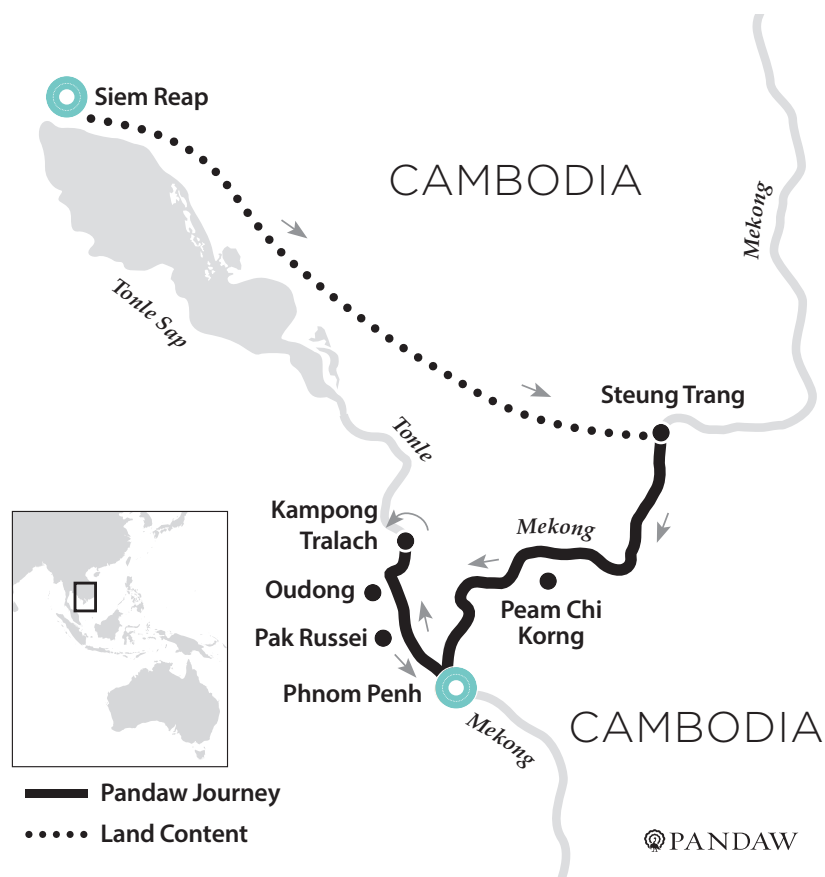 Siem Reap
CAMBODIA
Mekong
Tonle Sap
Steung Trang
Tonle
Kampong
Tralach
Mekong
Oudong
Peam Chi
Korng
Pak Russei
Phnom Penh
Mekong
CAMBODIA
Pandaw Journey
Land Content
PANDAW